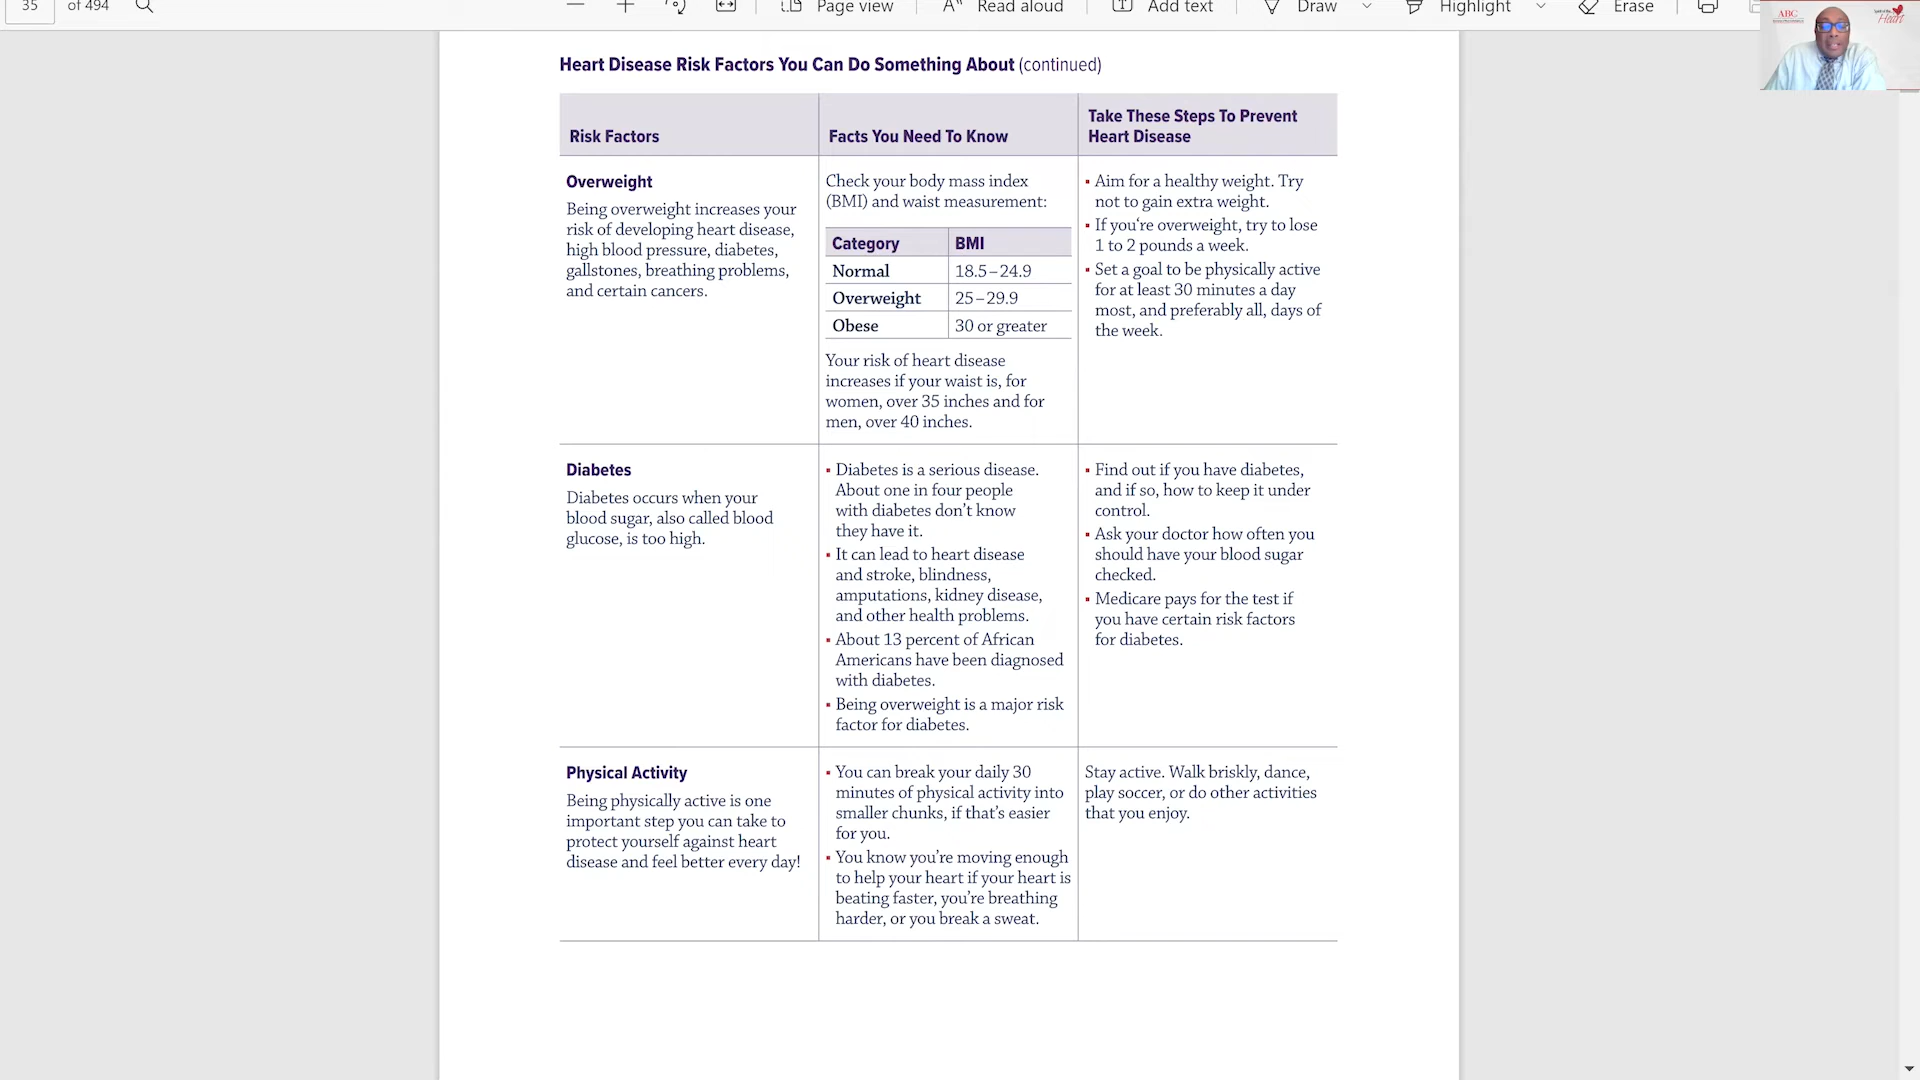 35
of 494
Page view
Read aloud
Add text
Draw
Highlight
Erase
ABC
Heart
Heart Disease Risk Factors You Can Do Something About (continued)
Risk Factors
Facts You Need To Know
Take These Steps To Prevent
Heart Disease
Overweight
Being overweight increases your
risk of developing heart disease,
high blood pressure, diabetes,
gallstones, breathing problems,
and certain cancers.
Check your body mass index
(BMI) and waist measurement:
Category BMI
Normal 18.5–24.9
Overweight 25–29.9
Obese 30 or greater
Your risk of heart disease
increases if your waist is, for
women, over 35 inches and for
men, over 40 inches.
▪ Aim for a healthy weight. Try
not to gain extra weight.
▪ If you‘re overweight, try to lose
1 to 2 pounds a week.
▪ Set a goal to be physically active
for at least 30 minutes a day
most, and preferably all, days of
the week.
Diabetes
Diabetes occurs when your
blood sugar, also called blood
glucose, is too high.
▪ Diabetes is a serious disease.
About one in four people
with diabetes don’t know
they have it.
▪ It can lead to heart disease
and stroke, blindness,
amputations, kidney disease,
and other health problems.
▪ About 13 percent of African
Americans have been diagnosed
with diabetes.
▪ Being overweight is a major risk
factor for diabetes.
▪ Find out if you have diabetes,
and if so, how to keep it under
control.
▪ Ask your doctor how often you
should have your blood sugar
checked.
▪ Medicare pays for the test if
you have certain risk factors
for diabetes.
Physical Activity
Being physically active is one
important step you can take to
protect yourself against heart
disease and feel better every day!
▪ You can break your daily 30
minutes of physical activity into
smaller chunks, if that’s easier
for you.
▪ You know you’re moving enough
to help your heart if your heart is
beating faster, you’re breathing
harder, or you break a sweat.
Stay active. Walk briskly, dance,
play soccer, or do other activities
that you enjoy.